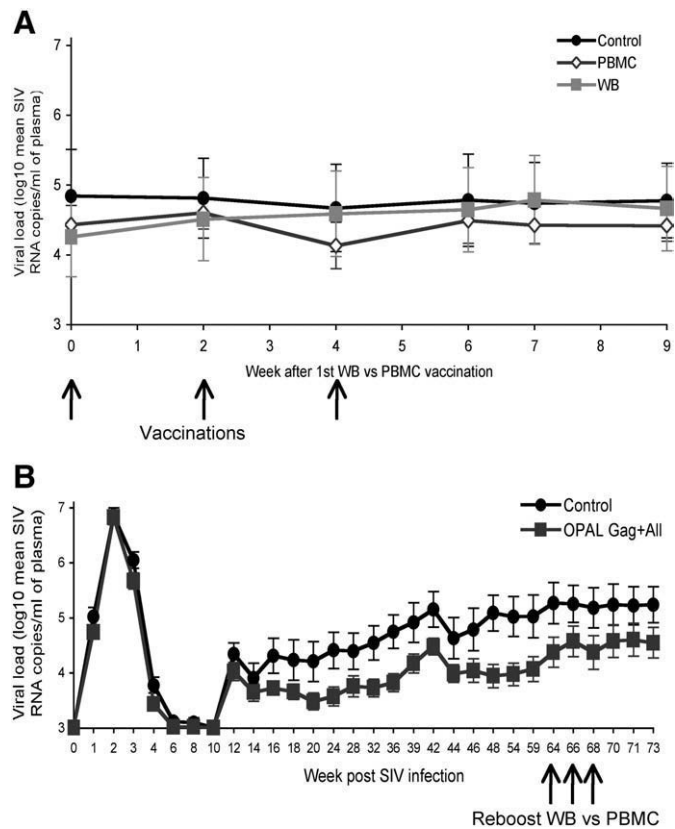 A
Viral load (log10 mean SIV
RNA copies/ml of plasma)
7
6
5
4
3
Control
PBMC
WB
0 1 2 3 4 5 6 7 8 9
Week after 1st WB vs PBMC vaccination
Vaccinations
B
Viral load (log10 mean SIV
RNA copies/ml of plasma)
7
6
5
4
3
Control
OPAL Gag+All
0 1 2 3 4 6 8 10 12 14 16 18 20 24 28 32 36 39 42 44 46 48 54 59 64 66 68 70 71 73
Week post SIV infection
Reboost WB vs PBMC